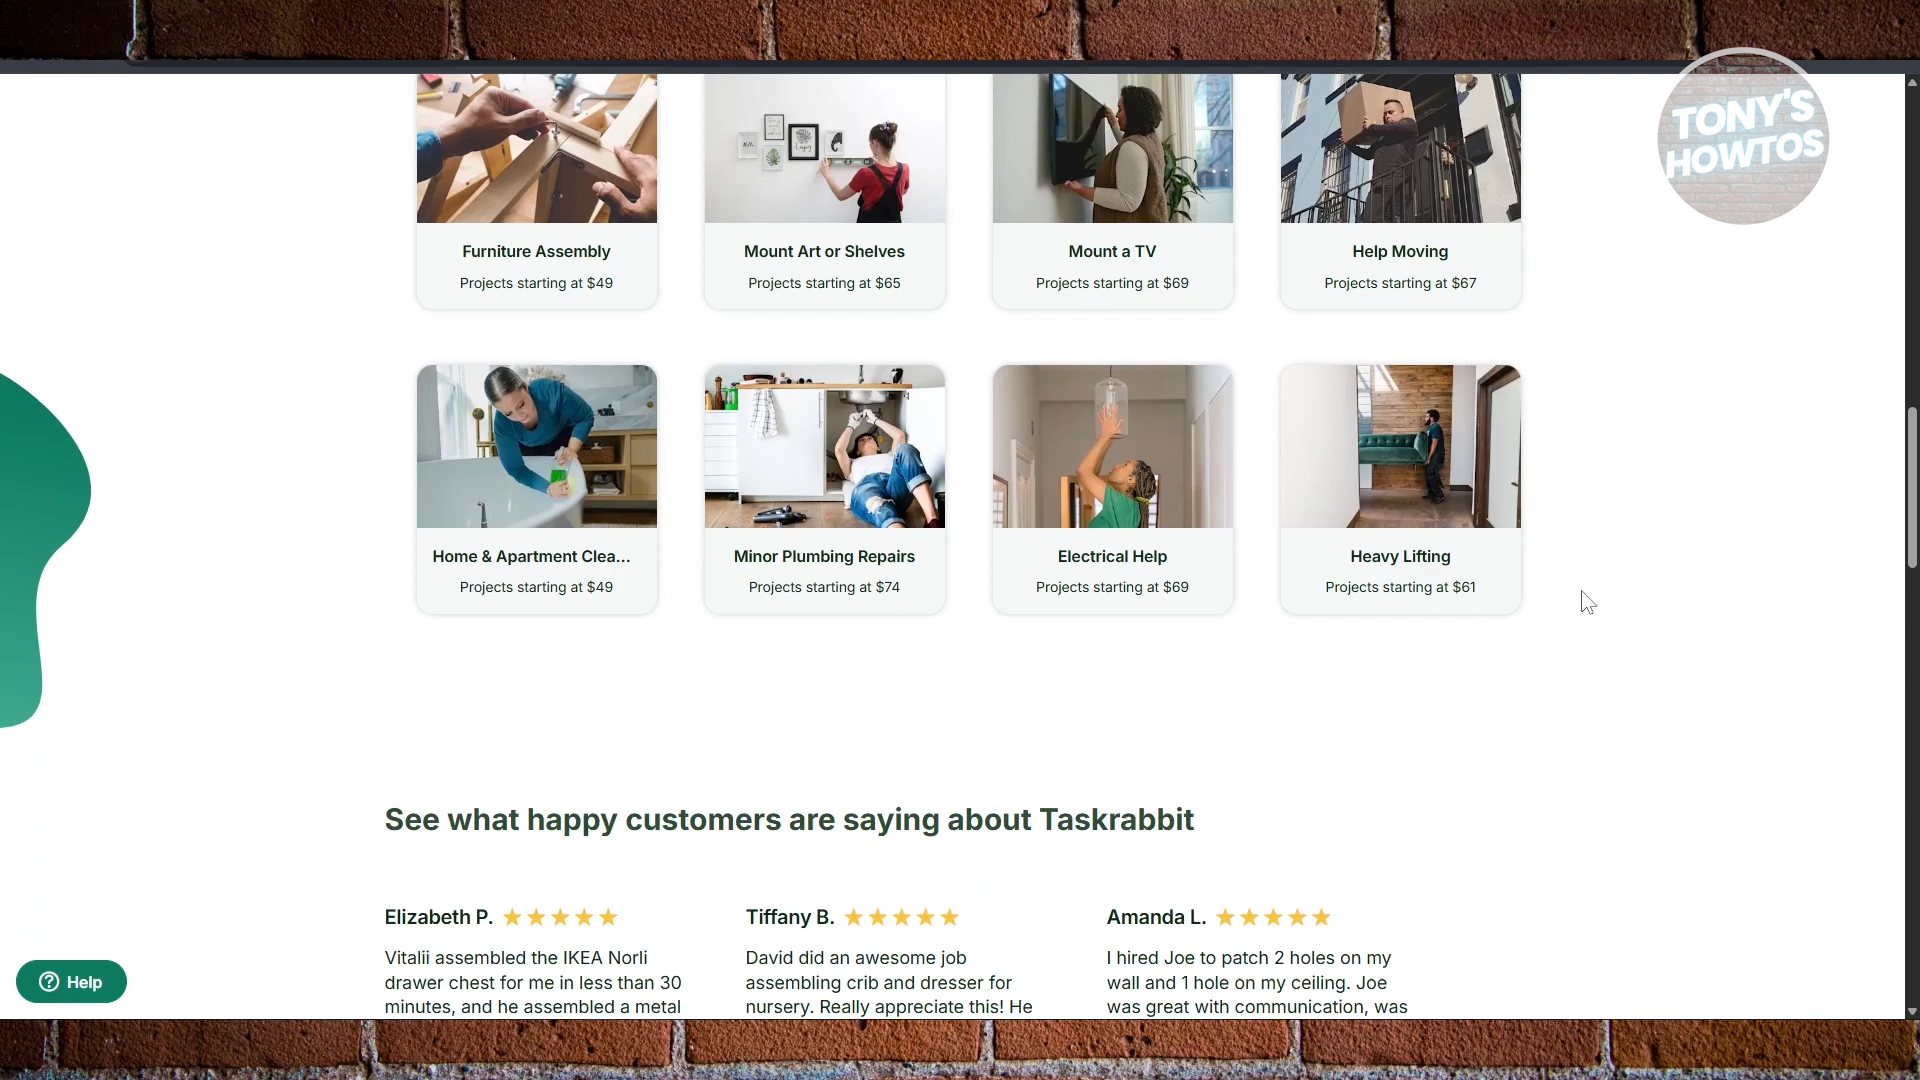 TONY'S
HOWTOS
Furniture Assembly
Projects starting at $49
Mount Art or Shelves
Projects starting at $65
Mount a TV
Projects starting at $69
Help Moving
Projects starting at $67
Home & Apartment Clea...
Projects starting at $49
Minor Plumbing Repairs
Projects starting at $74
Electrical Help
Projects starting at $69
Heavy Lifting
Projects starting at $61
See what happy customers are saying about Taskrabbit
Elizabeth P.
Vitalii assembled the IKEA Norli
drawer chest for me in less than 30
minutes, and he assembled a metal
Tiffany B.
David did an awesome job
assembling crib and dresser for
nursery. Really appreciate this! He
Amanda L.
I hired Joe to patch 2 holes on my
wall and 1 hole on my ceiling. Joe
was great with communication, was
Help